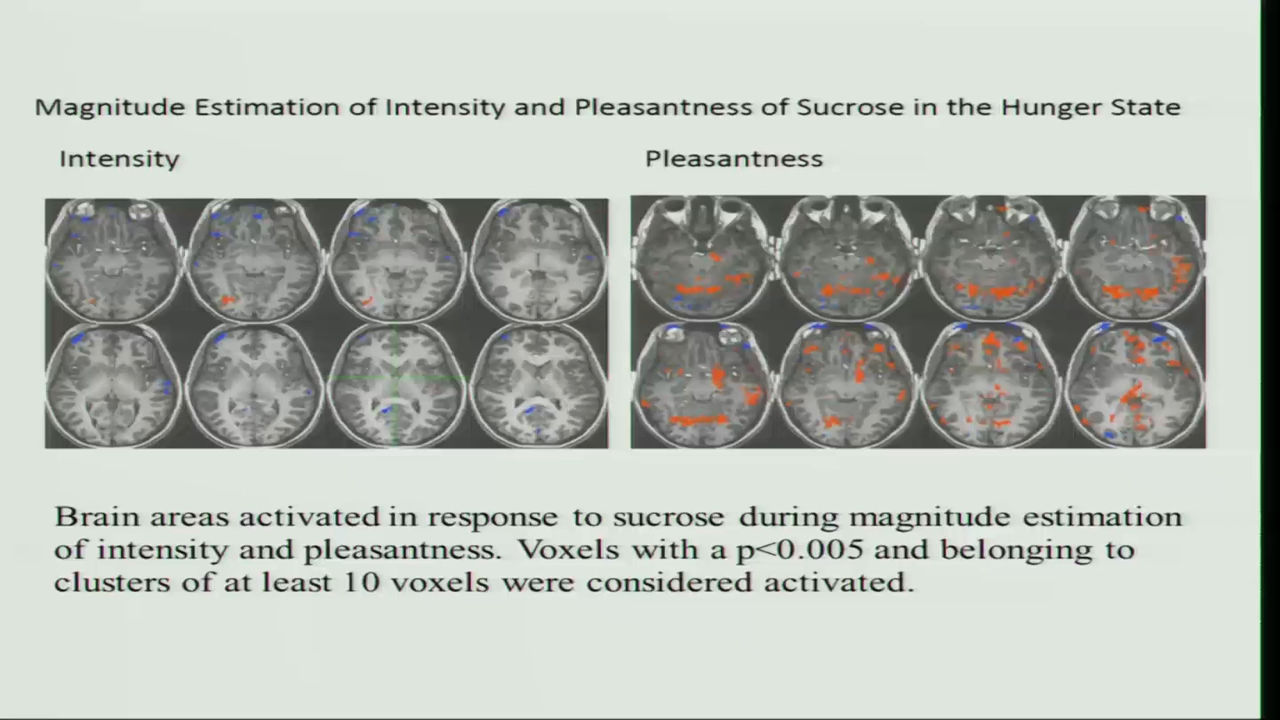 Magnitude Estimation of Intensity and Pleasantness of Sucrose in the Hunger State
Intensity
Pleasantness
Brain areas activated in response to sucrose during magnitude estimation
of intensity and pleasantness. Voxels with a p<0.005 and belonging to
clusters of at least 10 voxels were considered activated.